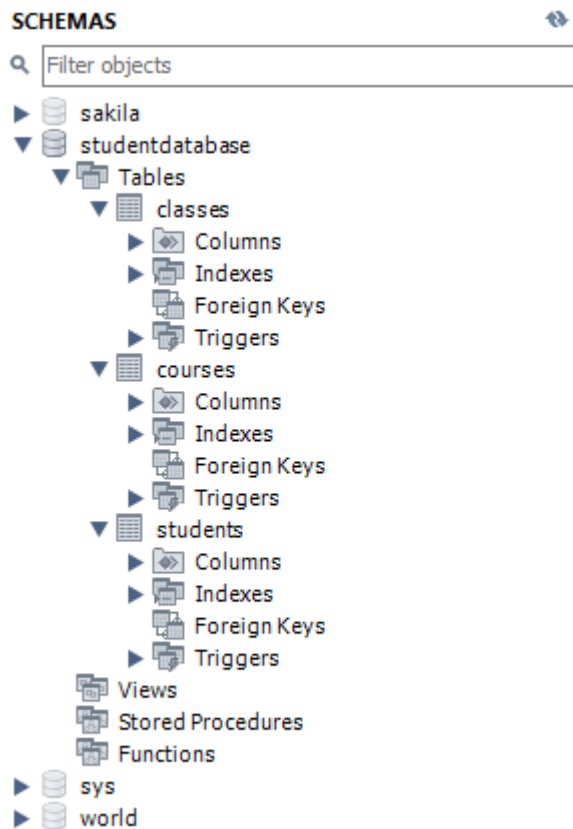 SCHEMAS
Filter objects
sakila
studentdatabase
Tables
classes
Columns
Indexes
Foreign Keys
Triggers
courses
Columns
Indexes
Foreign Keys
Triggers
students
Columns
Indexes
Foreign Keys
Triggers
Views
Stored Procedures
Functions
sys
world